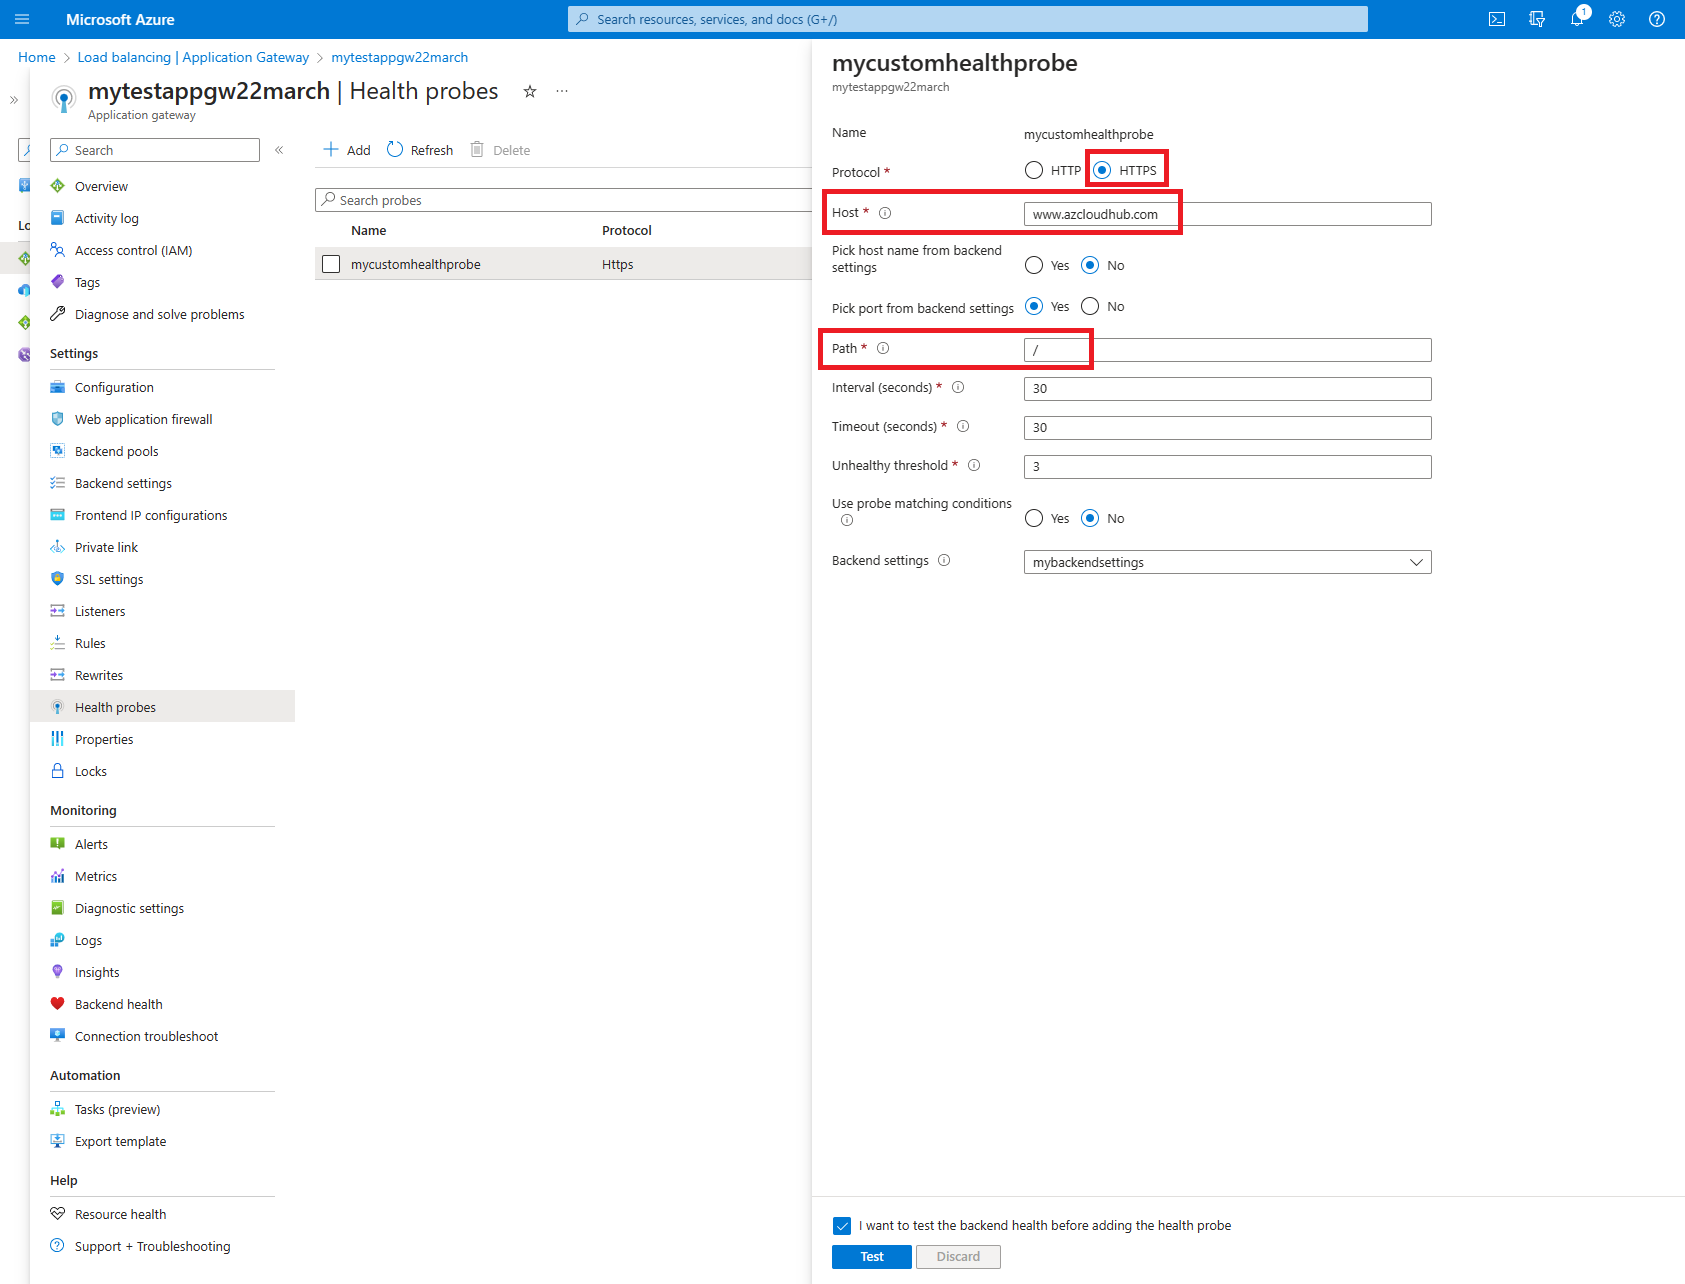 Microsoft Azure
Search resources, services, and docs (G+/)
1
Home > Load balancing | Application Gateway > mytestappgw22march
mytestappgw22march | Health probes
Application gateway
Search
Overview
Activity log
Access control (IAM)
Tags
Diagnose and solve problems
Settings
Configuration
Web application firewall
Backend pools
Backend settings
Frontend IP configurations
Private link
SSL settings
Listeners
Rules
Rewrites
Health probes
Properties
Locks
Monitoring
Alerts
Metrics
Diagnostic settings
Logs
Insights
Backend health
Connection troubleshoot
Automation
Tasks (preview)
Export template
Help
Resource health
Support + Troubleshooting
Add Refresh Delete
Search probes
Name Protocol
mycustomhealthprobe Https
mycustomhealthprobe
mytestappgw22march
Name mycustomhealthprobe
Protocol * HTTP HTTPS
Host * www.azcloudhub.com
Pick host name from backend
settings Yes No
Pick port from backend settings Yes No
Path * /
Interval (seconds) * 30
Timeout (seconds) * 30
Unhealthy threshold * 3
Use probe matching conditions
Yes No
Backend settings mybackendsettings
I want to test the backend health before adding the health probe
Test Discard